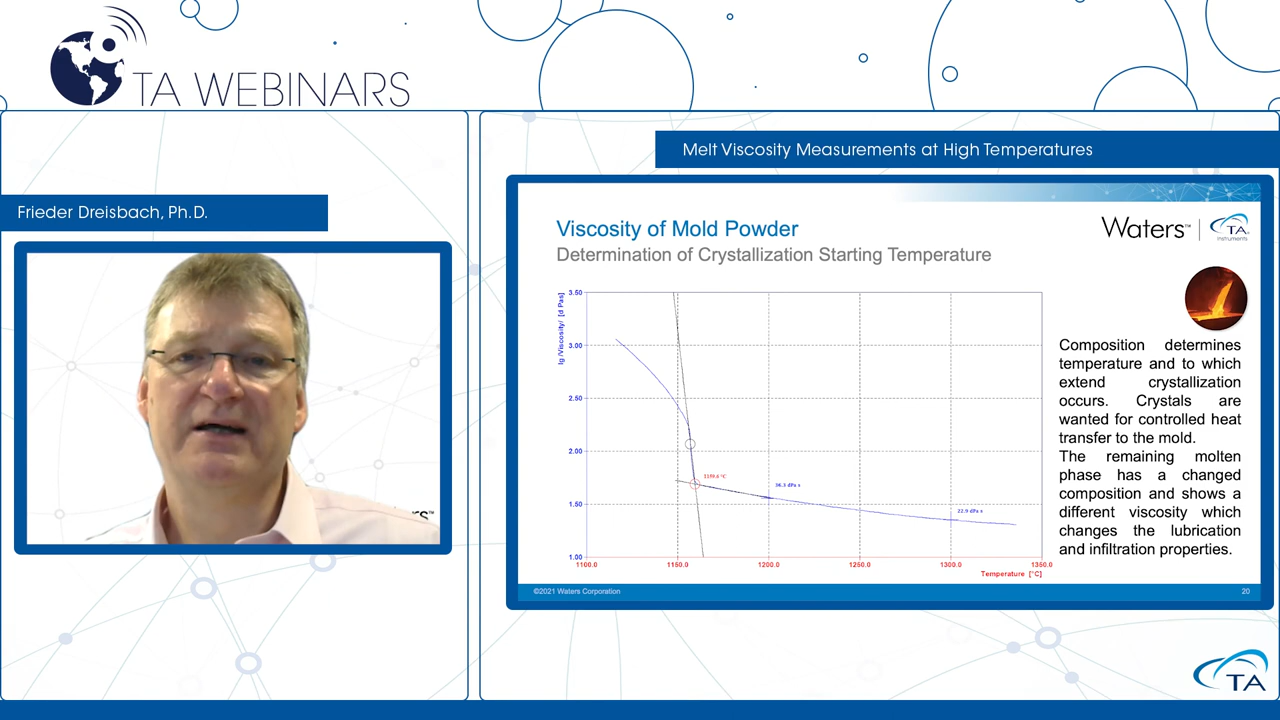 TA WEBINARS
Melt Viscosity Measurements at High Temperatures
Frieder Dreisbach, Ph.D.
Viscosity of Mold Powder
Determination of Crystallization Starting Temperature
Waters™
TA
Instruments
lg /Viscosity/ [d Pas]
3.50
3.00
2.50
2.00
1.50
1.00
36.3 dPa s
22.9 dPa s
1100.0
1150.0
1200.0
1250.0
1300.0
1350.0
Temperature [°C]
Composition determines
temperature and to which
extend crystallization
occurs. Crystals are
wanted for controlled heat
transfer to the mold.
The remaining molten
phase has a changed
composition and shows a
different viscosity which
changes the lubrication
and infiltration properties.
©2021 Waters Corporation
20
TA